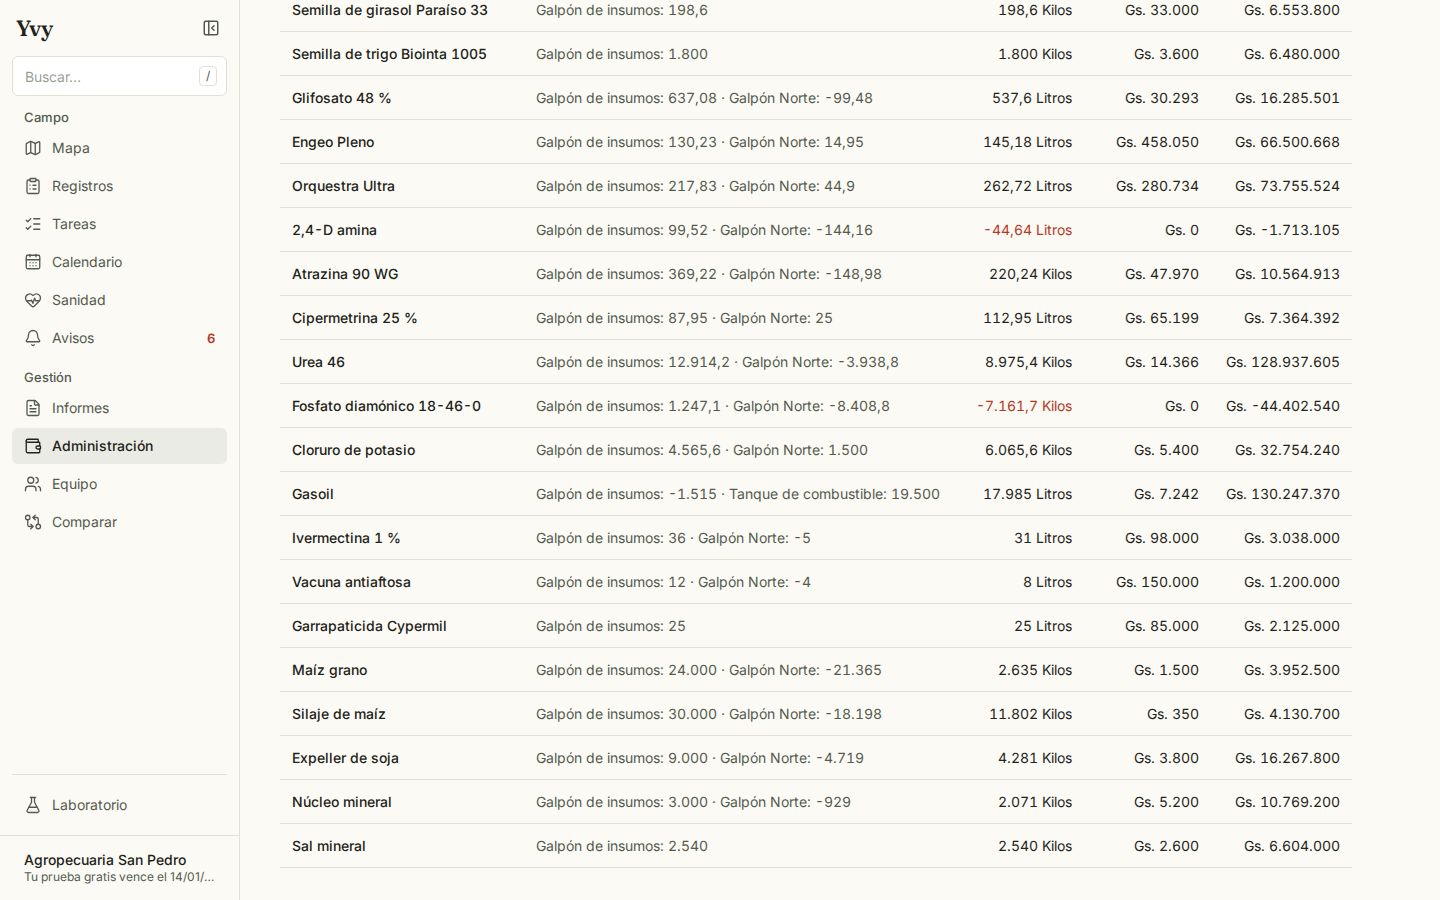 Yvy
Buscar...
/
Campo
Mapa
Registros
Tareas
Calendario
Sanidad
Avisos 6
Gestión
Informes
Administración
Equipo
Comparar
Laboratorio
Agropecuaria San Pedro
Tu prueba gratis vence el 14/01/...
Semilla de girasol Paraíso 33 Galpón de insumos: 198,6 198,6 Kilos Gs. 33.000 Gs. 6.553.800
Semilla de trigo Biointa 1005 Galpón de insumos: 1.800 1.800 Kilos Gs. 3.600 Gs. 6.480.000
Glifosato 48 % Galpón de insumos: 637,08 · Galpón Norte: -99,48 537,6 Litros Gs. 30.293 Gs. 16.285.501
Engeo Pleno Galpón de insumos: 130,23 · Galpón Norte: 14,95 145,18 Litros Gs. 458.050 Gs. 66.500.668
Orquestra Ultra Galpón de insumos: 217,83 · Galpón Norte: 44,9 262,72 Litros Gs. 280.734 Gs. 73.755.524
2,4-D amina Galpón de insumos: 99,52 · Galpón Norte: -144,16 -44,64 Litros Gs. 0 Gs. -1.713.105
Atrazina 90 WG Galpón de insumos: 369,22 · Galpón Norte: -148,98 220,24 Kilos Gs. 47.970 Gs. 10.564.913
Cipermetrina 25 % Galpón de insumos: 87,95 · Galpón Norte: 25 112,95 Litros Gs. 65.199 Gs. 7.364.392
Urea 46 Galpón de insumos: 12.914,2 · Galpón Norte: -3.938,8 8.975,4 Kilos Gs. 14.366 Gs. 128.937.605
Fosfato diamónico 18-46-0 Galpón de insumos: 1.247,1 · Galpón Norte: -8.408,8 -7.161,7 Kilos Gs. 0 Gs. -44.402.540
Cloruro de potasio Galpón de insumos: 4.565,6 · Galpón Norte: 1.500 6.065,6 Kilos Gs. 5.400 Gs. 32.754.240
Gasoil Galpón de insumos: -1.515 · Tanque de combustible: 19.500 17.985 Litros Gs. 7.242 Gs. 130.247.370
Ivermectina 1 % Galpón de insumos: 36 · Galpón Norte: -5 31 Litros Gs. 98.000 Gs. 3.038.000
Vacuna antiaftosa Galpón de insumos: 12 · Galpón Norte: -4 8 Litros Gs. 150.000 Gs. 1.200.000
Garrapaticida Cypermil Galpón de insumos: 25 25 Litros Gs. 85.000 Gs. 2.125.000
Maíz grano Galpón de insumos: 24.000 · Galpón Norte: -21.365 2.635 Kilos Gs. 1.500 Gs. 3.952.500
Silaje de maíz Galpón de insumos: 30.000 · Galpón Norte: -18.198 11.802 Kilos Gs. 350 Gs. 4.130.700
Expeller de soja Galpón de insumos: 9.000 · Galpón Norte: -4.719 4.281 Kilos Gs. 3.800 Gs. 16.267.800
Núcleo mineral Galpón de insumos: 3.000 · Galpón Norte: -929 2.071 Kilos Gs. 5.200 Gs. 10.769.200
Sal mineral Galpón de insumos: 2.540 2.540 Kilos Gs. 2.600 Gs. 6.604.000